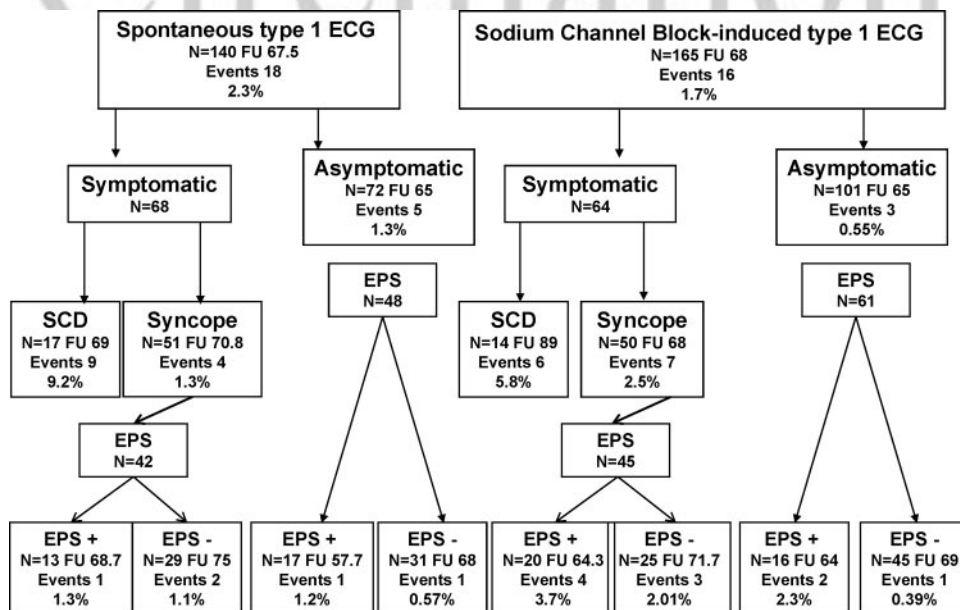 Spontaneous type 1 ECG
N=140 FU 67.5
Events 18
2.3%
Sodium Channel Block-induced type 1 ECG
N=165 FU 68
Events 16
1.7%
Symptomatic
N=68
Asymptomatic
N=72 FU 65
Events 5
1.3%
Symptomatic
N=64
Asymptomatic
N=101 FU 65
Events 3
0.55%
SCD
N=17 FU 69
Events 9
9.2%
Syncope
N=51 FU 70.8
Events 4
1.3%
EPS
N=48
SCD
N=14 FU 89
Events 6
5.8%
Syncope
N=50 FU 68
Events 7
2.5%
EPS
N=61
EPS
N=42
EPS
N=45
EPS +
N=13 FU 68.7
Events 1
1.3%
EPS -
N=29 FU 75
Events 2
1.1%
EPS +
N=17 FU 57.7
Events 1
1.2%
EPS -
N=31 FU 68
Events 1
0.57%
EPS +
N=20 FU 64.3
Events 4
3.7%
EPS -
N=25 FU 71.7
Events 3
2.01%
EPS +
N=16 FU 64
Events 2
2.3%
EPS -
N=45 FU 69
Events 1
0.39%